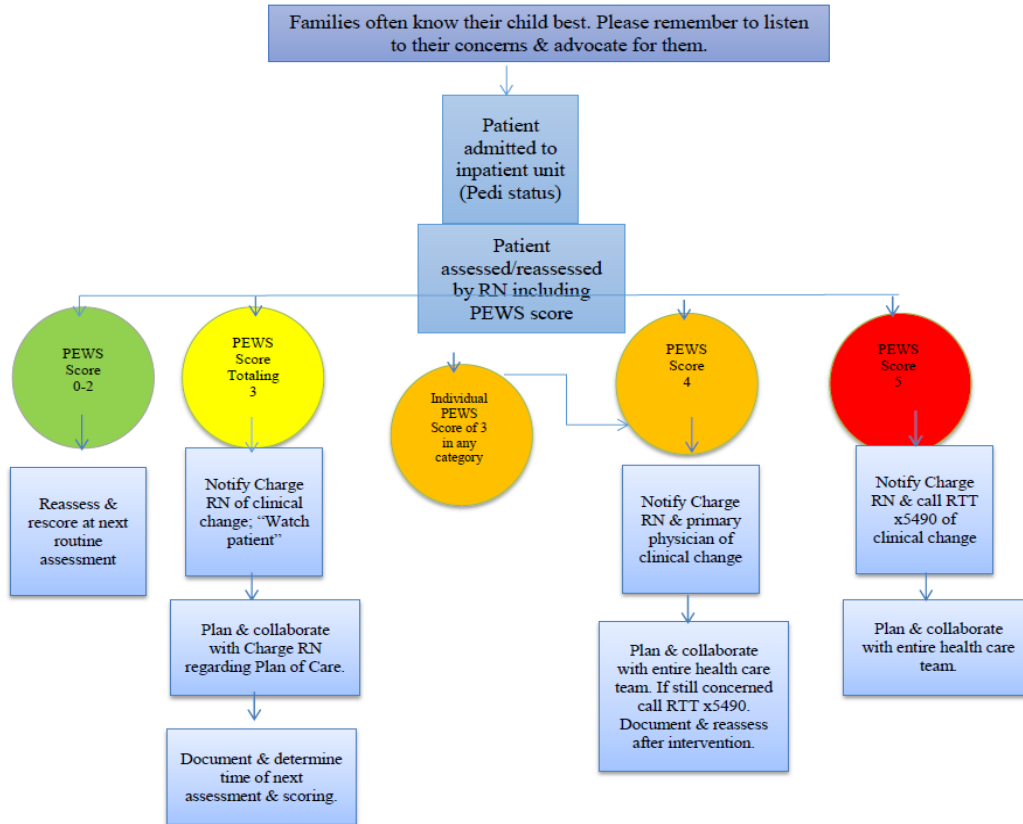 Families often know their child best. Please remember to listen
to their concerns & advocate for them.
Patient
admitted to
inpatient unit
(Pedi status)
Patient
assessed/reassessed
by RN including
PEWS score
PEWS
Score
0-2
PEWS
Score
Totaling
3
Individual
PEWS
Score of 3
in any
category
PEWS
Score
4
PEWS
Score
5
Reassess &
rescore at next
routine
assessment
Notify Charge
RN of clinical
change; “Watch
patient”
Notify Charge
RN & primary
physician of
clinical change
Notify Charge
RN & call RTT
x5490 of
clinical change
Plan & collaborate
with Charge RN
regarding Plan of Care.
Plan & collaborate
with entire health care
team. If still concerned
call RTT x5490.
Document & reassess
after intervention.
Plan & collaborate
with entire health care
team.
Document & determine
time of next
assessment & scoring.